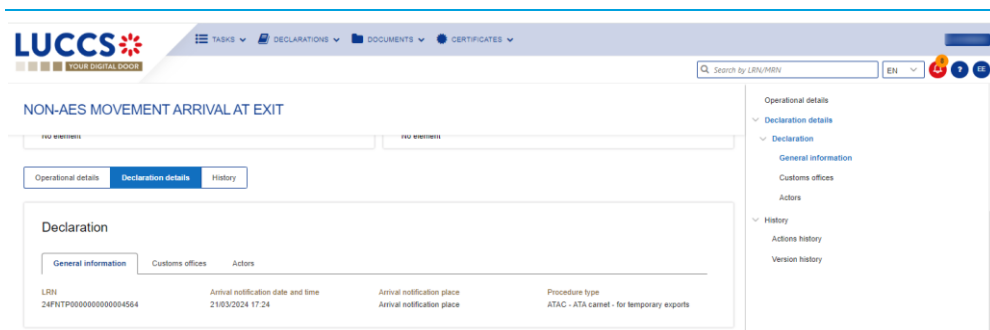 LUCCS
YOUR DIGITAL DOOR
TASKS DECLARATIONS DOCUMENTS CERTIFICATES
Search by LRN/MRN EN 8 ? EE
NON-AES MOVEMENT ARRIVAL AT EXIT
No element No element
Operational details Declaration details History
Declaration
General information Customs offices Actors
LRN Arrival notification date and time Arrival notification place Procedure type
24FNTP0000000000004564 21/03/2024 17:24 Arrival notification place ATAC - ATA carnet - for temporary exports
Operational details
Declaration details
Declaration
General information
Customs offices
Actors
History
Actions history
Version history